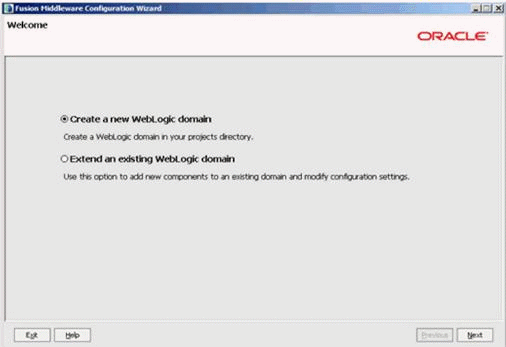 Fusion Middleware Configuration Wizard
Welcome
ORACLE
Create a new WebLogic domain
Create a WebLogic domain in your projects directory.
Extend an existing WebLogic domain
Use this option to add new components to an existing domain and modify configuration settings.
Exit Help Previous Next